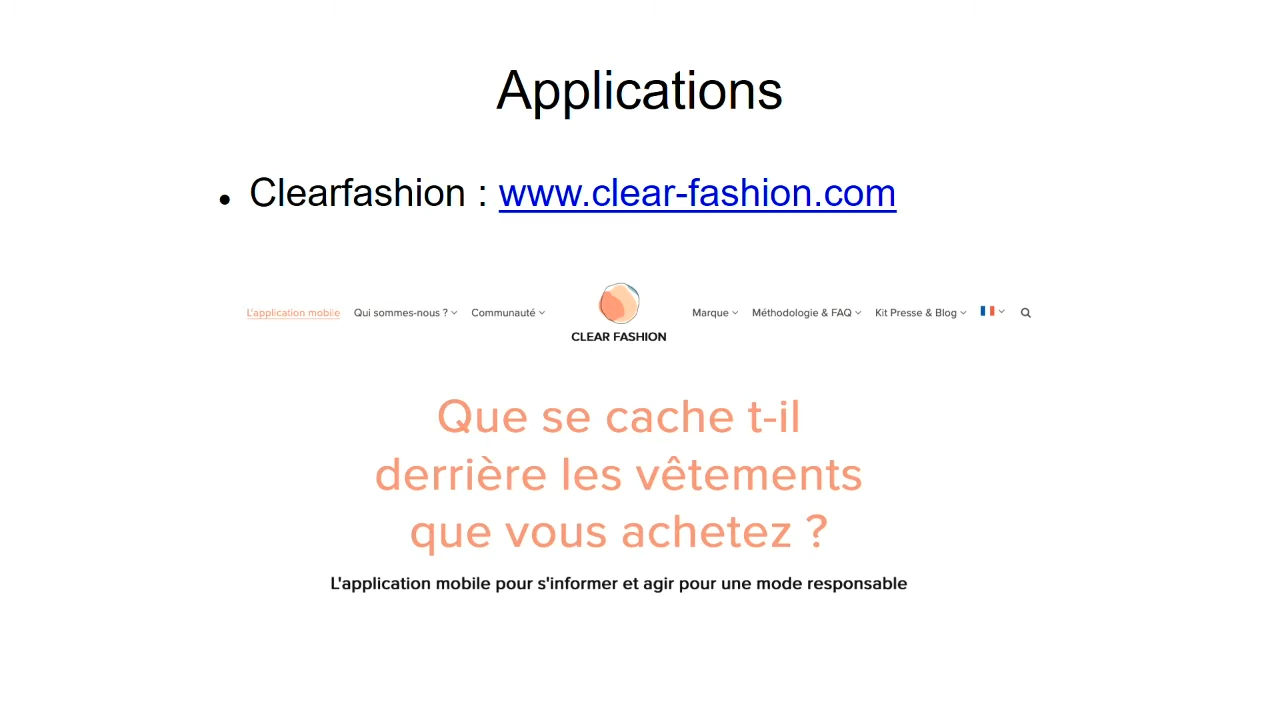 Applications
• Clearfashion : www.clear-fashion.com
L'application mobile Qui sommes-nous ? Communauté CLEAR FASHION Marque Méthodologie & FAQ Kit Presse & Blog
Que se cache t-il
derrière les vêtements
que vous achetez ?
L'application mobile pour s'informer et agir pour une mode responsable